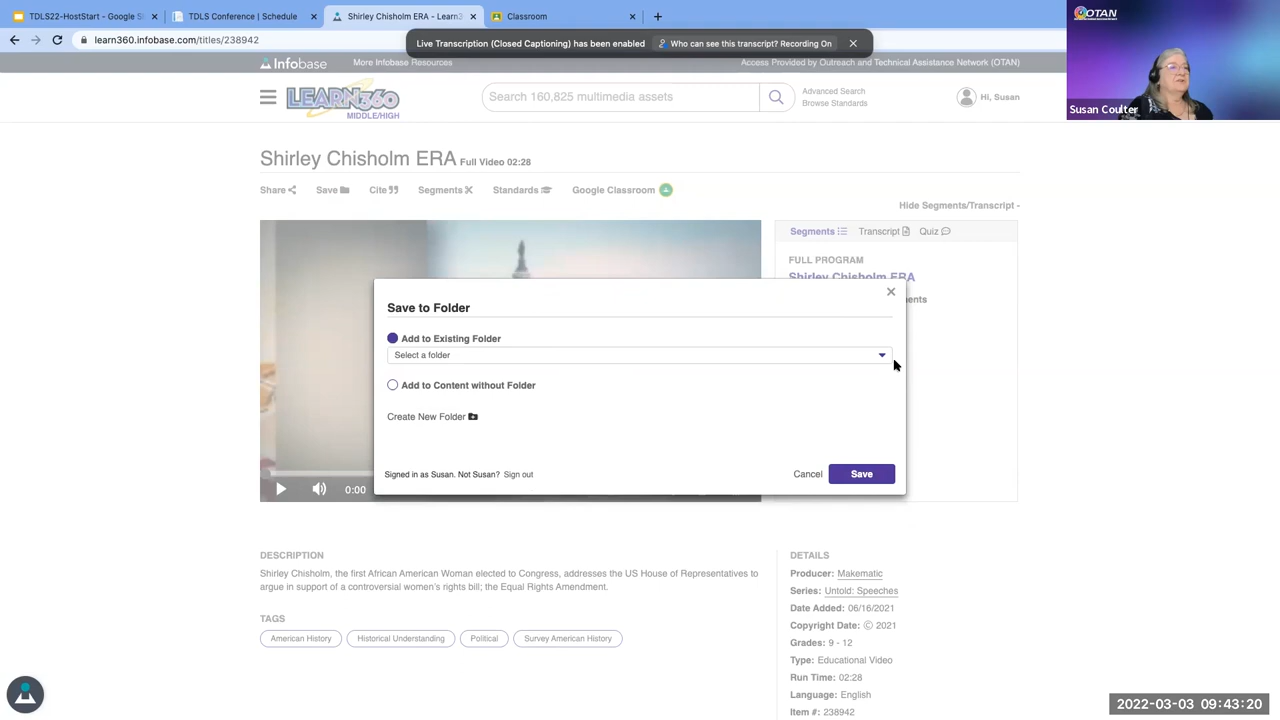 TDLS22-HostStart - Google S
TDLS Conference | Schedule
Shirley Chisholm ERA - Learn3
Classroom
OTAN
learn360.infobase.com/titles/238942
Live Transcription (Closed Captioning) has been enabled
Who can see this transcript? Recording On
Infobase
More Infobase Resources
Access Provided by Outreach and Technical Assistance Network (OTAN)
LEARN360
MIDDLE/HIGH
Search 160,825 multimedia assets
Advanced Search
Browse Standards
Hi, Susan
Susan Coulter
Shirley Chisholm ERA Full Video 02:28
Share
Save
Cite
Segments
Standards
Google Classroom
Hide Segments/Transcript -
Segments
Transcript
Quiz
FULL PROGRAM
Shirley Chisholm ERA
Save to Folder
Add to Existing Folder
Select a folder
Add to Content without Folder
Create New Folder
Signed in as Susan. Not Susan? Sign out
Cancel
Save
0:00
DESCRIPTION
Shirley Chisholm, the first African American Woman elected to Congress, addresses the US House of Representatives to
argue in support of a controversial women's rights bill; the Equal Rights Amendment.
TAGS
American History
Historical Understanding
Political
Survey American History
DETAILS
Producer: Makematic
Series: Untold: Speeches
Date Added: 06/16/2021
Copyright Date: © 2021
Grades: 9 - 12
Type: Educational Video
Run Time: 02:28
Language: English
Item #: 238942
2022-03-03 09:43:20